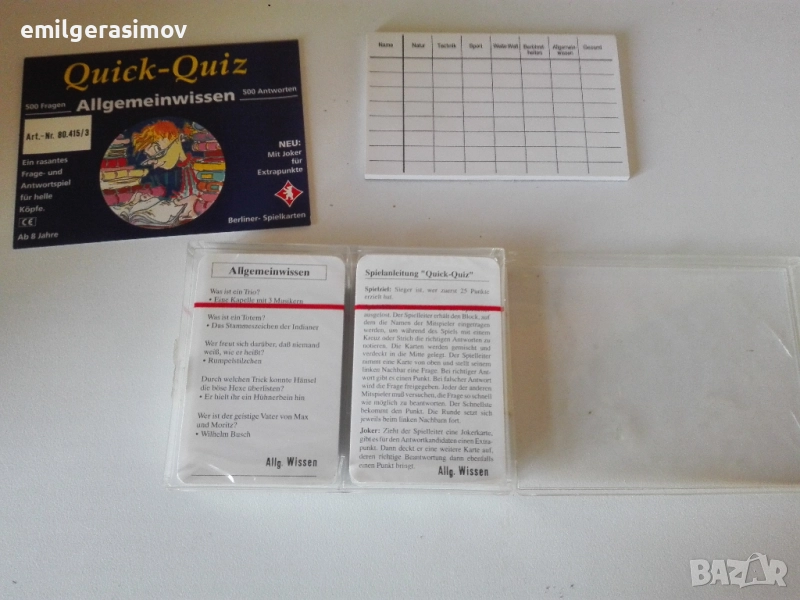 emilgerasimov
Quick-Quiz
500 Fragen Allgemeinwissen 500 Antworten
Art.-Nr. 80.415/3
Ein rasantes
Frage- und
Antwortspiel
für helle
Köpfe.
CE
Ab 8 Jahre
NEU:
Mit Joker
für
Extrapunkte
Berliner- Spielkarten
Name Natur Technik Sport Gesamt
Allgemeinwissen
Was ist ein Trio?
• Eine Kapelle mit 3 Musikern
Was ist ein Totem?
• Das Stammeszeichen der Indianer
Wer freut sich darüber, daß niemand
weiß, wie er heißt?
• Rumpelstilzchen
Durch welchen Trick konnte Hänsel
die böse Hexe überlisten?
• Er hielt ihr ein Hühnerbein hin
Wer ist der geistige Vater von Max
und Moritz?
• Wilhelm Busch
Allg. Wissen
Spielanleitung "Quick-Quiz"
Spielziel: Sieger ist, wer zuerst 25 Punkte
erzielt hat.
ausgelost. Der Spielleiter erhält den Block, auf
dem die Namen der Mitspieler eingetragen
werden, um während des Spiels mit einem
Kreuz oder Strich die richtigen Antworten zu
notieren. Die Karten werden gemischt und
verdeckt in die Mitte gelegt. Der Spielleiter
nimmt eine Karte von oben und stellt seinem
linken Nachbar eine Frage. Bei richtiger Ant-
wort gibt es einen Punkt. Bei falscher Antwort
wird die Frage freigegeben. Jeder der anderen
Mitspieler muß versuchen, die Frage so schnell
wie möglich zu beantworten. Der Schnellste
bekommt den Punkt. Die Runde setzt sich
jeweils beim linken Nachbarn fort.
Joker: Zieht der Spielleiter eine Jokerkarte,
gibt es für den Antwortkandidaten einen Extra-
punkt. Dann deckt er eine weitere Karte auf,
deren richtige Beantwortung dann ebenfalls
einen Punkt bringt.
Allg. Wissen
BAZAR